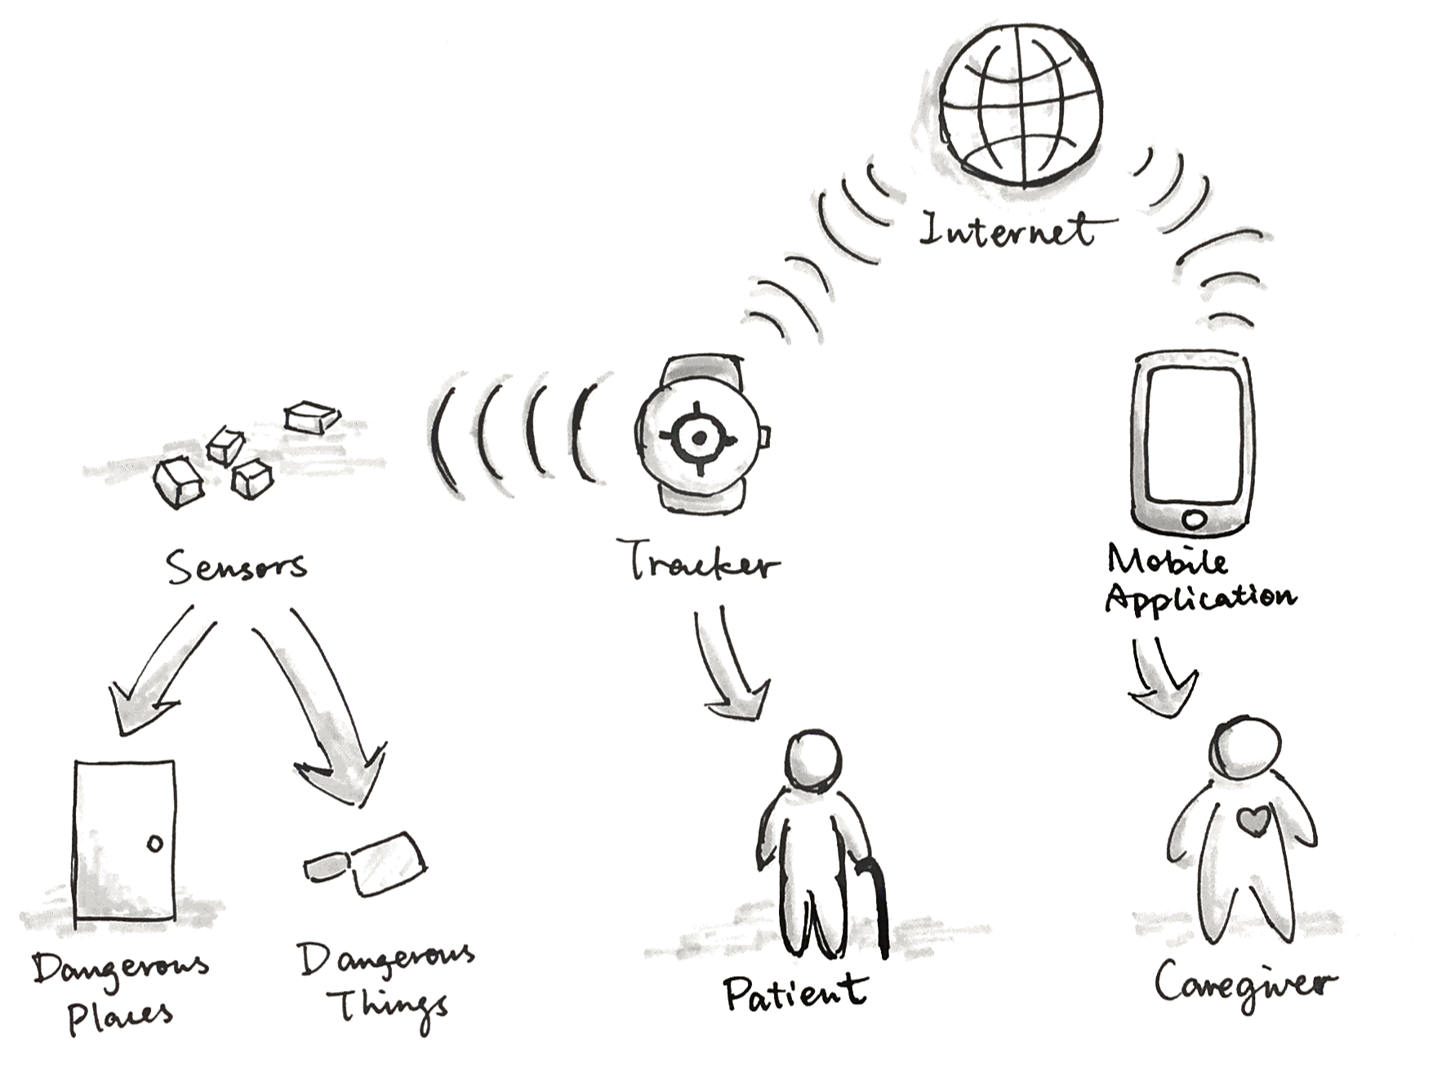 Internet
Sensors
Tracker
Mobile
Application
Dangerous
Places
Dangerous
Things
Patient
Caregiver